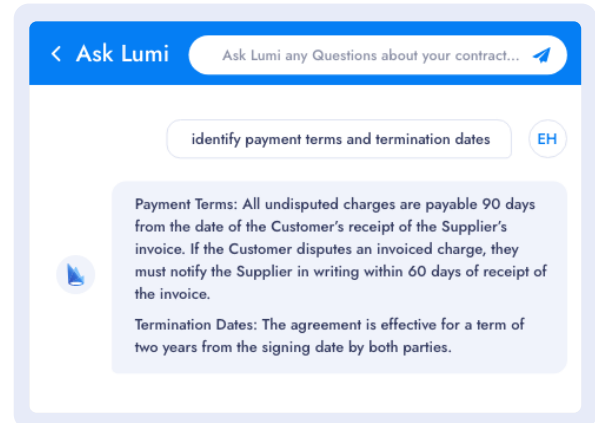 Ask Lumi
Ask Lumi any Questions about your contract...
identify payment terms and termination dates
EH
Payment Terms: All undisputed charges are payable 90 days
from the date of the Customer’s receipt of the Supplier’s
invoice. If the Customer disputes an invoiced charge, they
must notify the Supplier in writing within 60 days of receipt of
the invoice.
Termination Dates: The agreement is effective for a term of
two years from the signing date by both parties.